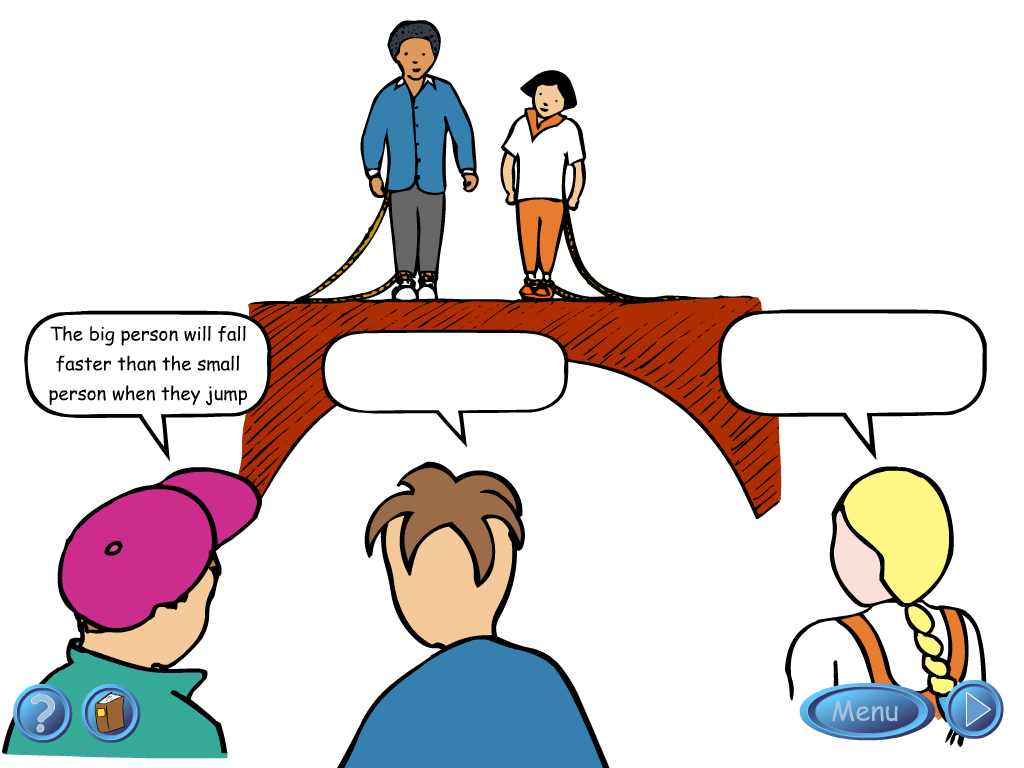 The big person will fall
faster than the small
person when they jump
?
Menu